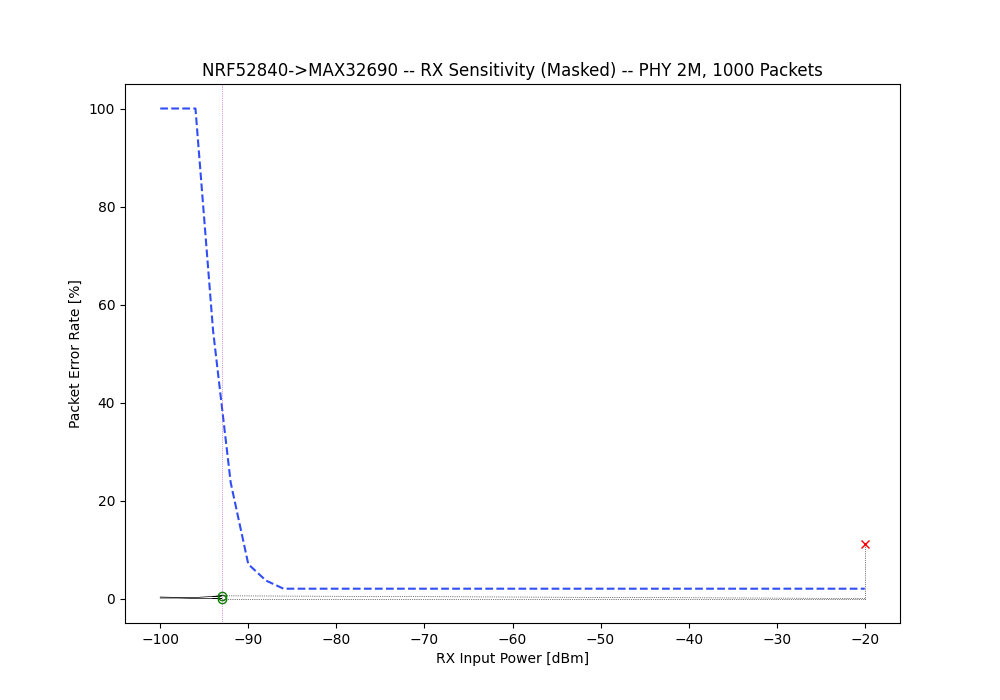 NRF52840->MAX32690 -- RX Sensitivity (Masked) -- PHY 2M, 1000 Packets
100
80
60
40
20
0
Packet Error Rate [%]
−100 −90 −80 −70 −60 −50 −40 −30 −20
RX Input Power [dBm]